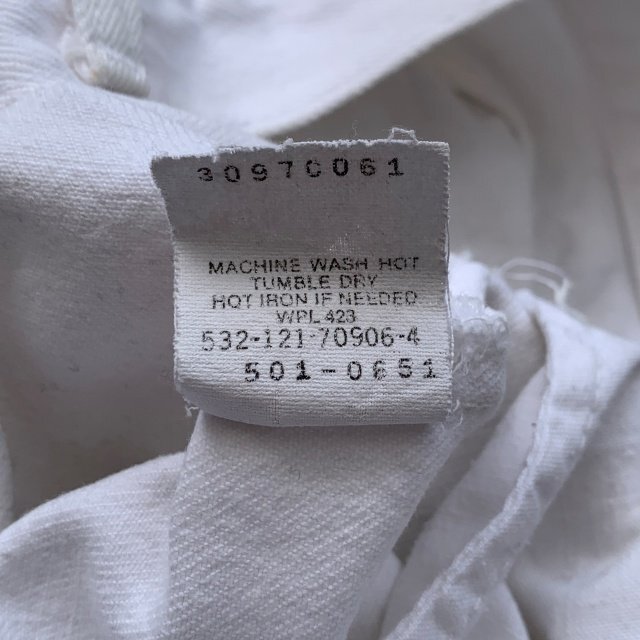 30970061
MACHINE WASH HOT
TUMBLE DRY
HOT IRON IF NEEDED
WPL 423
532-121-70906-4
501-0651